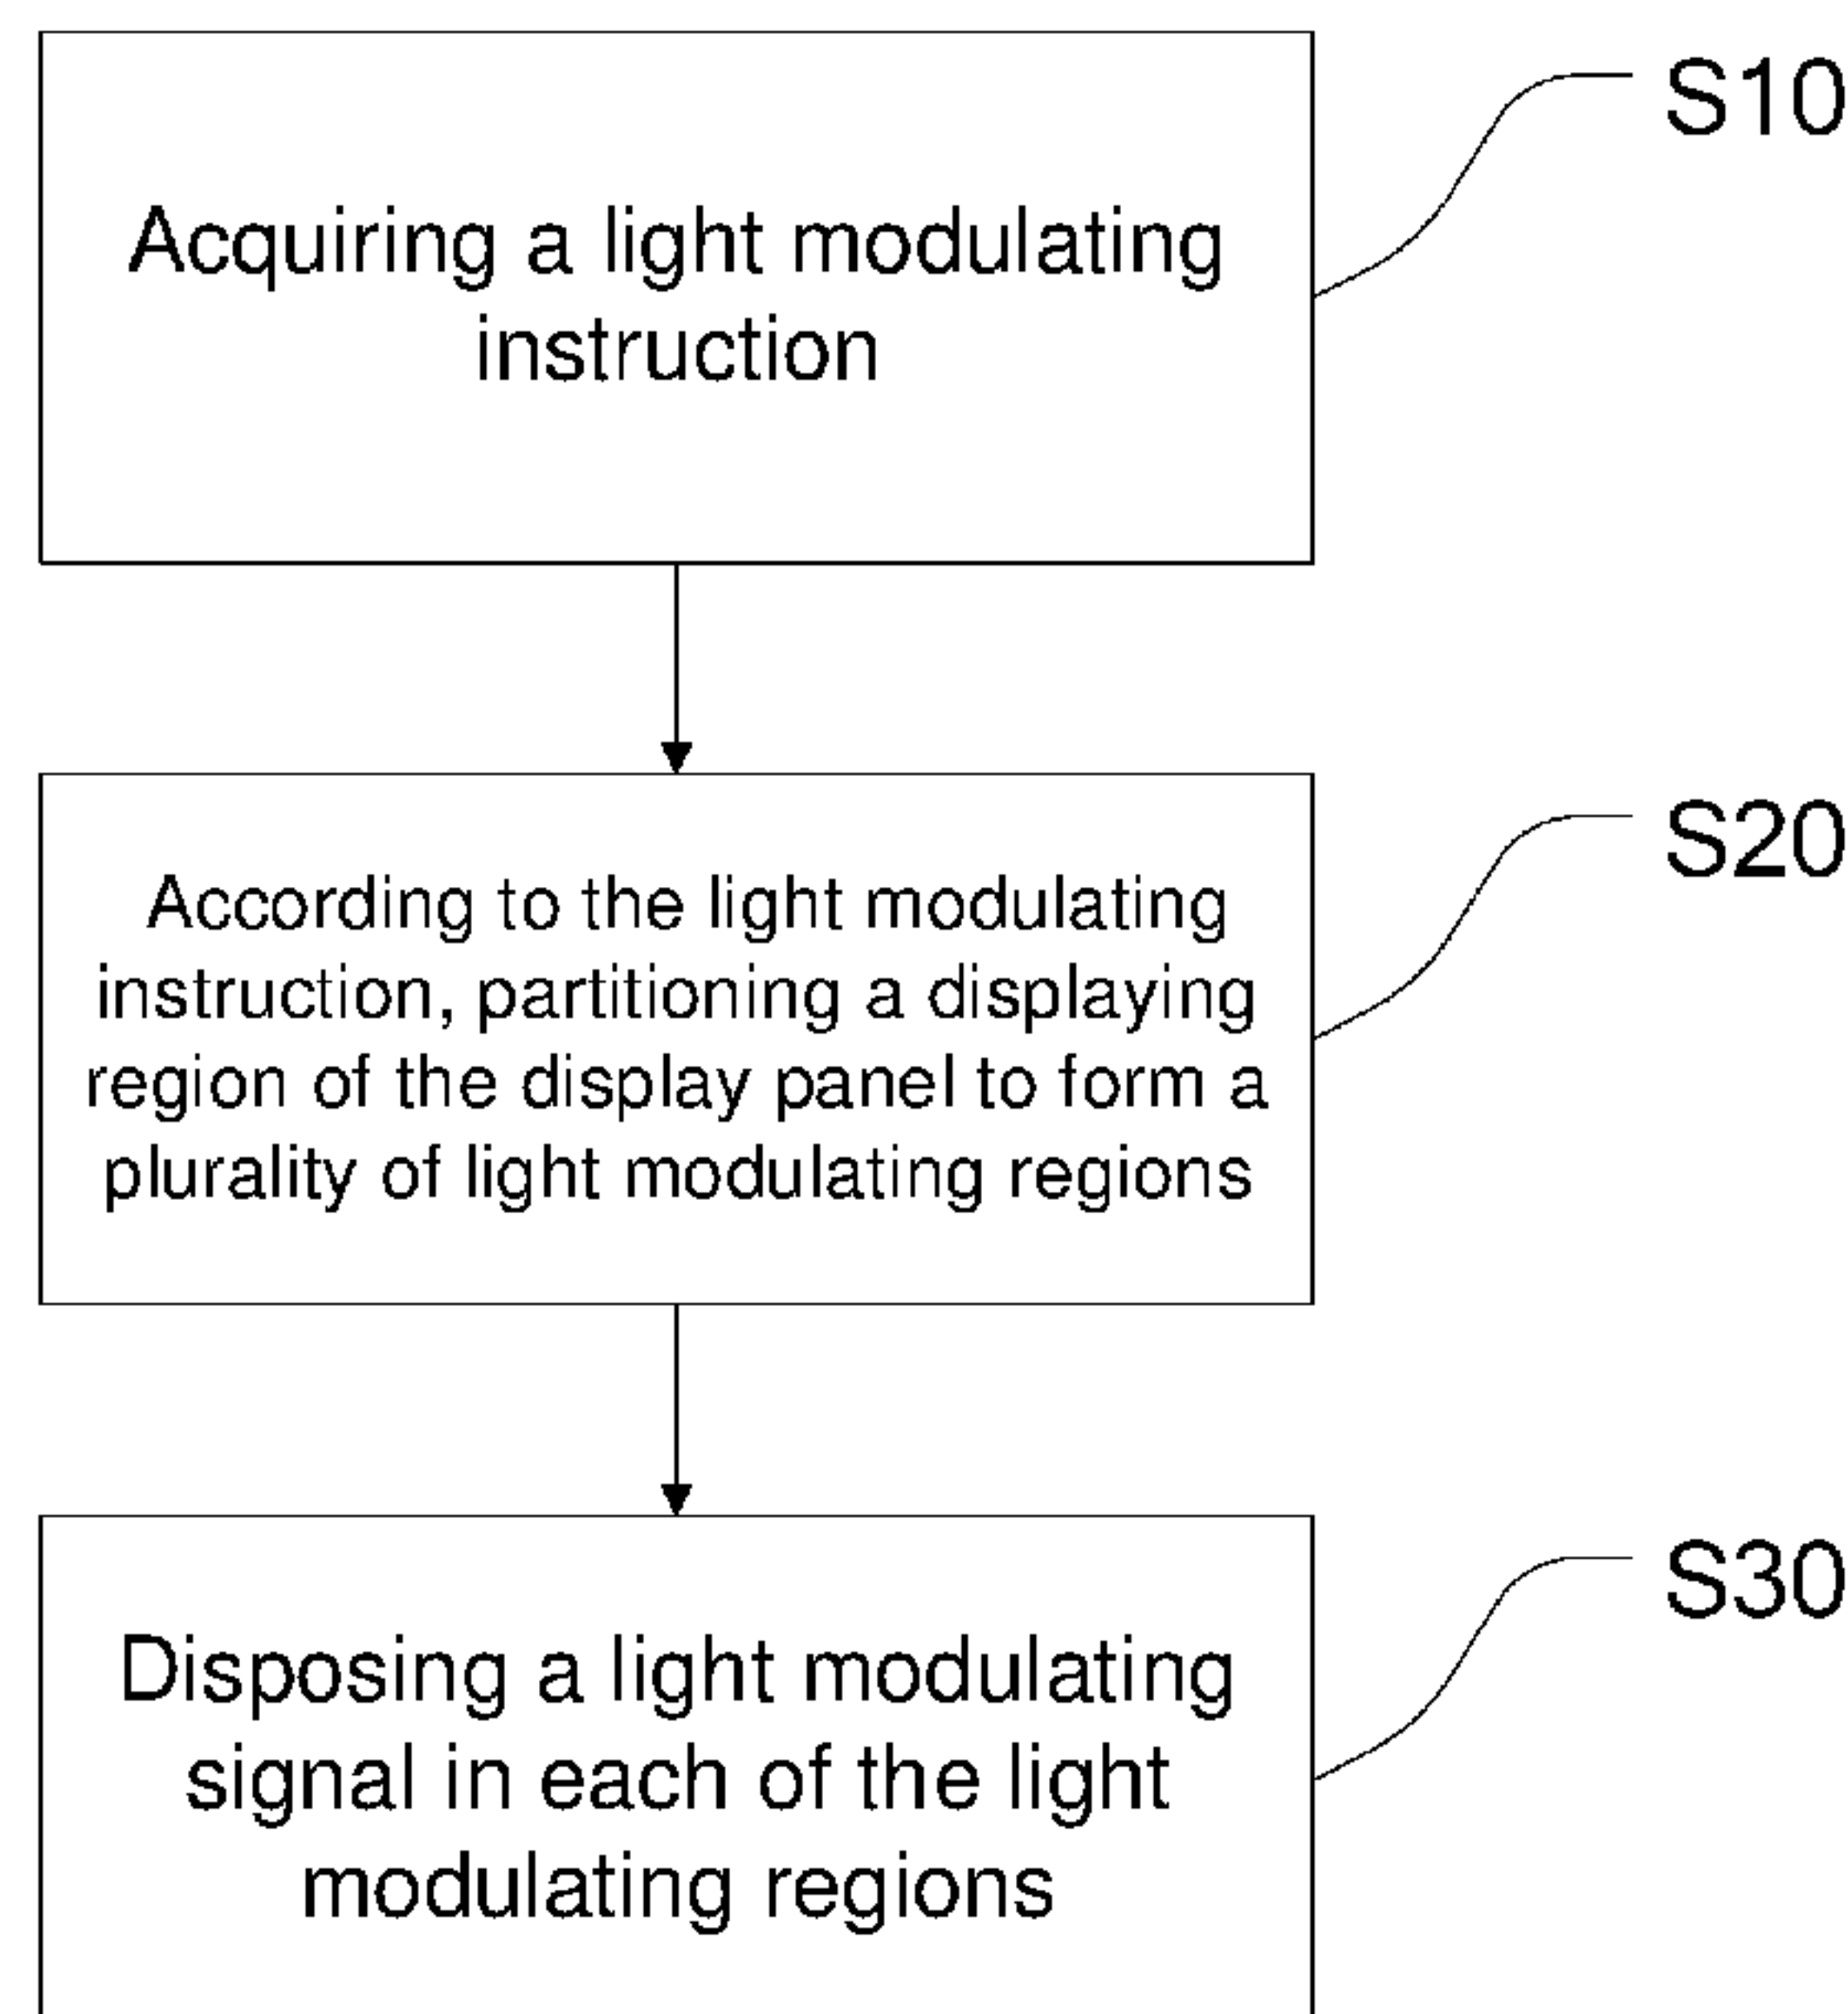 Acquiring a light modulating
instruction
S10
According to the light modulating
instruction, partitioning a displaying
region of the display panel to form a
plurality of light modulating regions
S20
Disposing a light modulating
signal in each of the light
modulating regions
S30